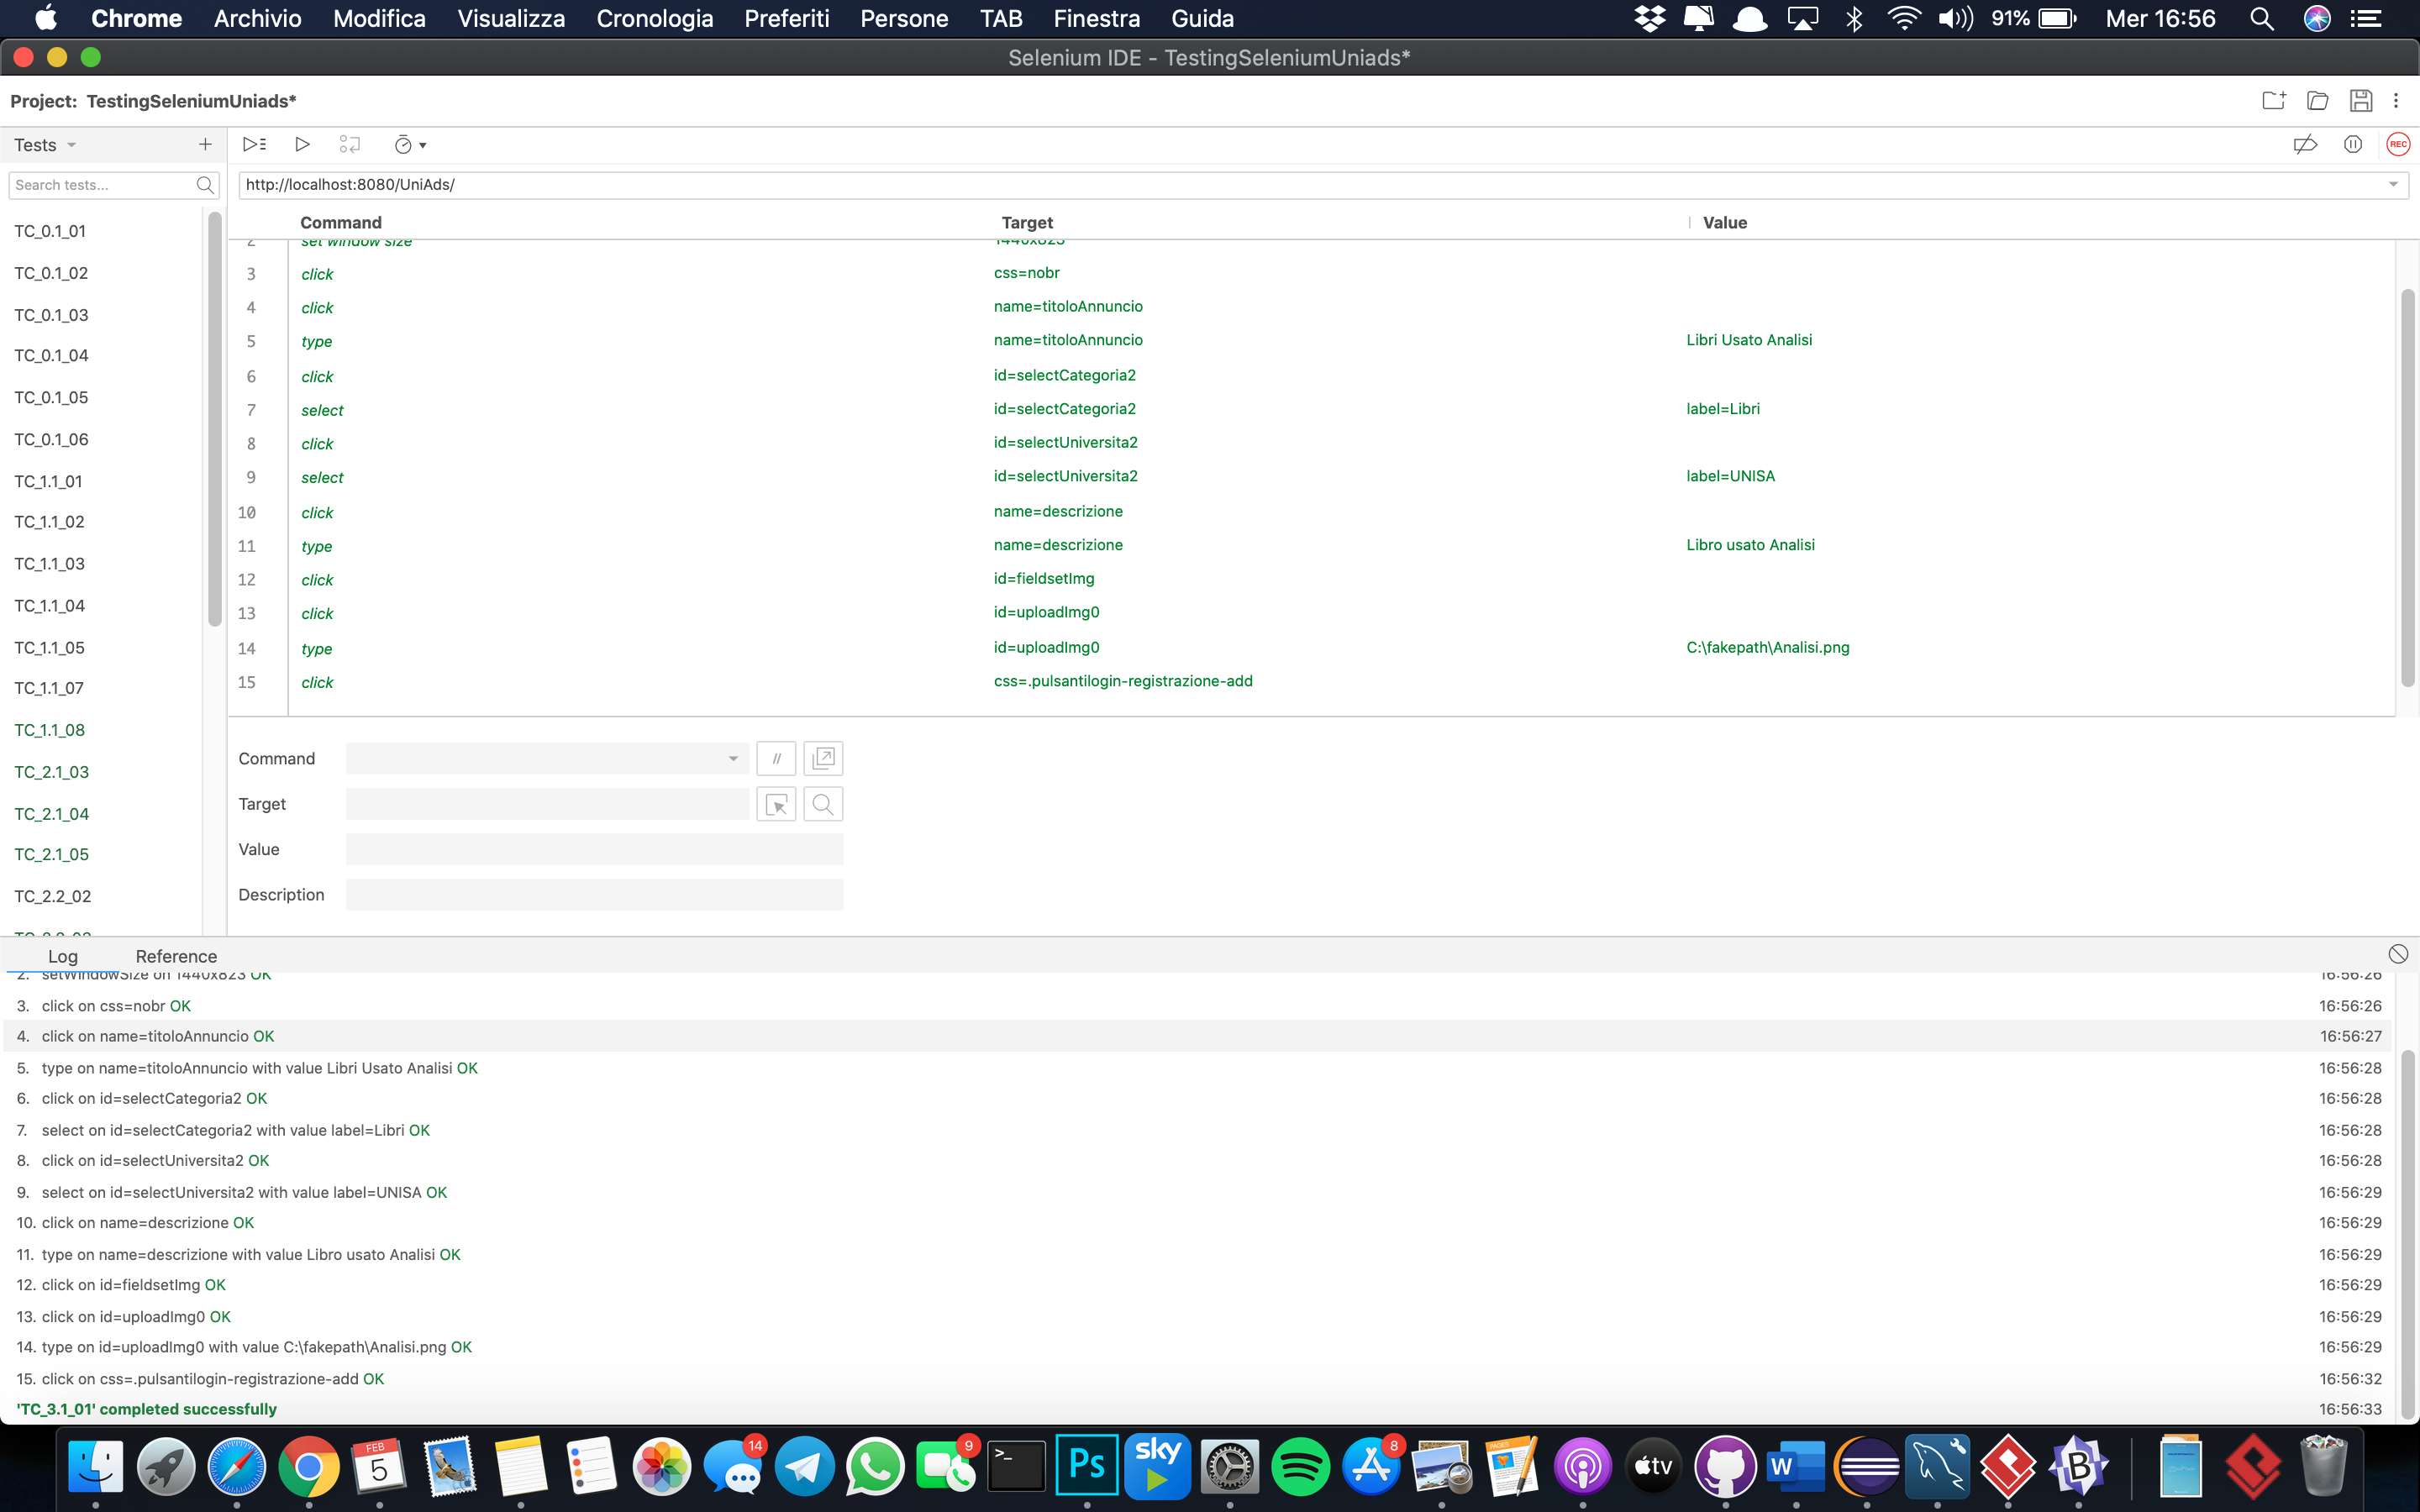 Chrome Archivio Modifica Visualizza Cronologia Preferiti Persone TAB Finestra Guida 91% Mer 16:56
Selenium IDE - TestingSeleniumUniads*
Project: TestingSeleniumUniads*
Tests
REC
Search tests...
http://localhost:8080/UniAds/
Command Target Value
2 set window size 1440x823
3 click css=nobr
4 click name=titoloAnnuncio
5 type name=titoloAnnuncio Libri Usato Analisi
6 click id=selectCategoria2
7 select id=selectCategoria2 label=Libri
8 click id=selectUniversita2
9 select id=selectUniversita2 label=UNISA
10 click name=descrizione
11 type name=descrizione Libro usato Analisi
12 click id=fieldsetImg
13 click id=uploadImg0
14 type id=uploadImg0 C:\fakepath\Analisi.png
15 click css=.pulsantilogin-registrazione-add
TC_0.1_01
TC_0.1_02
TC_0.1_03
TC_0.1_04
TC_0.1_05
TC_0.1_06
TC_1.1_01
TC_1.1_02
TC_1.1_03
TC_1.1_04
TC_1.1_05
TC_1.1_07
TC_1.1_08
TC_2.1_03
TC_2.1_04
TC_2.1_05
TC_2.2_02
Command
//
Target
Value
Description
Log Reference
2. setWindowSize on 1440x823 OK 16:56:26
3. click on css=nobr OK 16:56:26
4. click on name=titoloAnnuncio OK 16:56:27
5. type on name=titoloAnnuncio with value Libri Usato Analisi OK 16:56:28
6. click on id=selectCategoria2 OK 16:56:28
7. select on id=selectCategoria2 with value label=Libri OK 16:56:28
8. click on id=selectUniversita2 OK 16:56:28
9. select on id=selectUniversita2 with value label=UNISA OK 16:56:29
10. click on name=descrizione OK 16:56:29
11. type on name=descrizione with value Libro usato Analisi OK 16:56:29
12. click on id=fieldsetImg OK 16:56:29
13. click on id=uploadImg0 OK 16:56:29
14. type on id=uploadImg0 with value C:\fakepath\Analisi.png OK 16:56:29
15. click on css=.pulsantilogin-registrazione-add OK 16:56:32
'TC_3.1_01' completed successfully 16:56:33
FEB 5 14 9 >_ Ps sky 8 PAGES tv W B